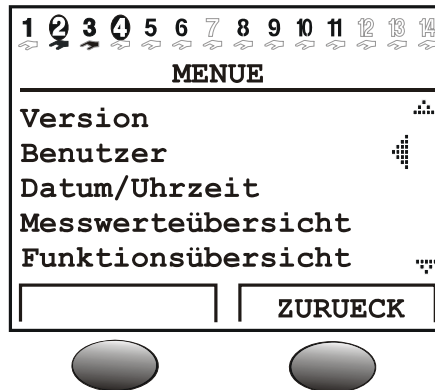 1 2 3 4 5 6 7 8 9 10 11 12 13 14
MENUE
Version
Benutzer
Datum/Uhrzeit
Messwerteübersicht
Funktionsübersicht
ZURUECK